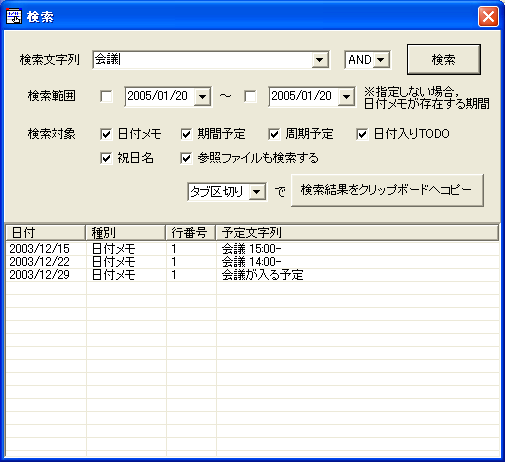 検索
検索文字列 会議 AND 検索
検索範囲 2005/01/20 ～ 2005/01/20 ※指定しない場合，
日付メモが存在する期間
検索対象 日付メモ 期間予定 周期予定 日付入りTODO
祝日名 参照ファイルも検索する
タブ区切り で 検索結果をクリップボードへコピー
日付 種別 行番号 予定文字列
2003/12/15 日付メモ 1 会議 15:00-
2003/12/22 日付メモ 1 会議 14:00-
2003/12/29 日付メモ 1 会議が入る予定